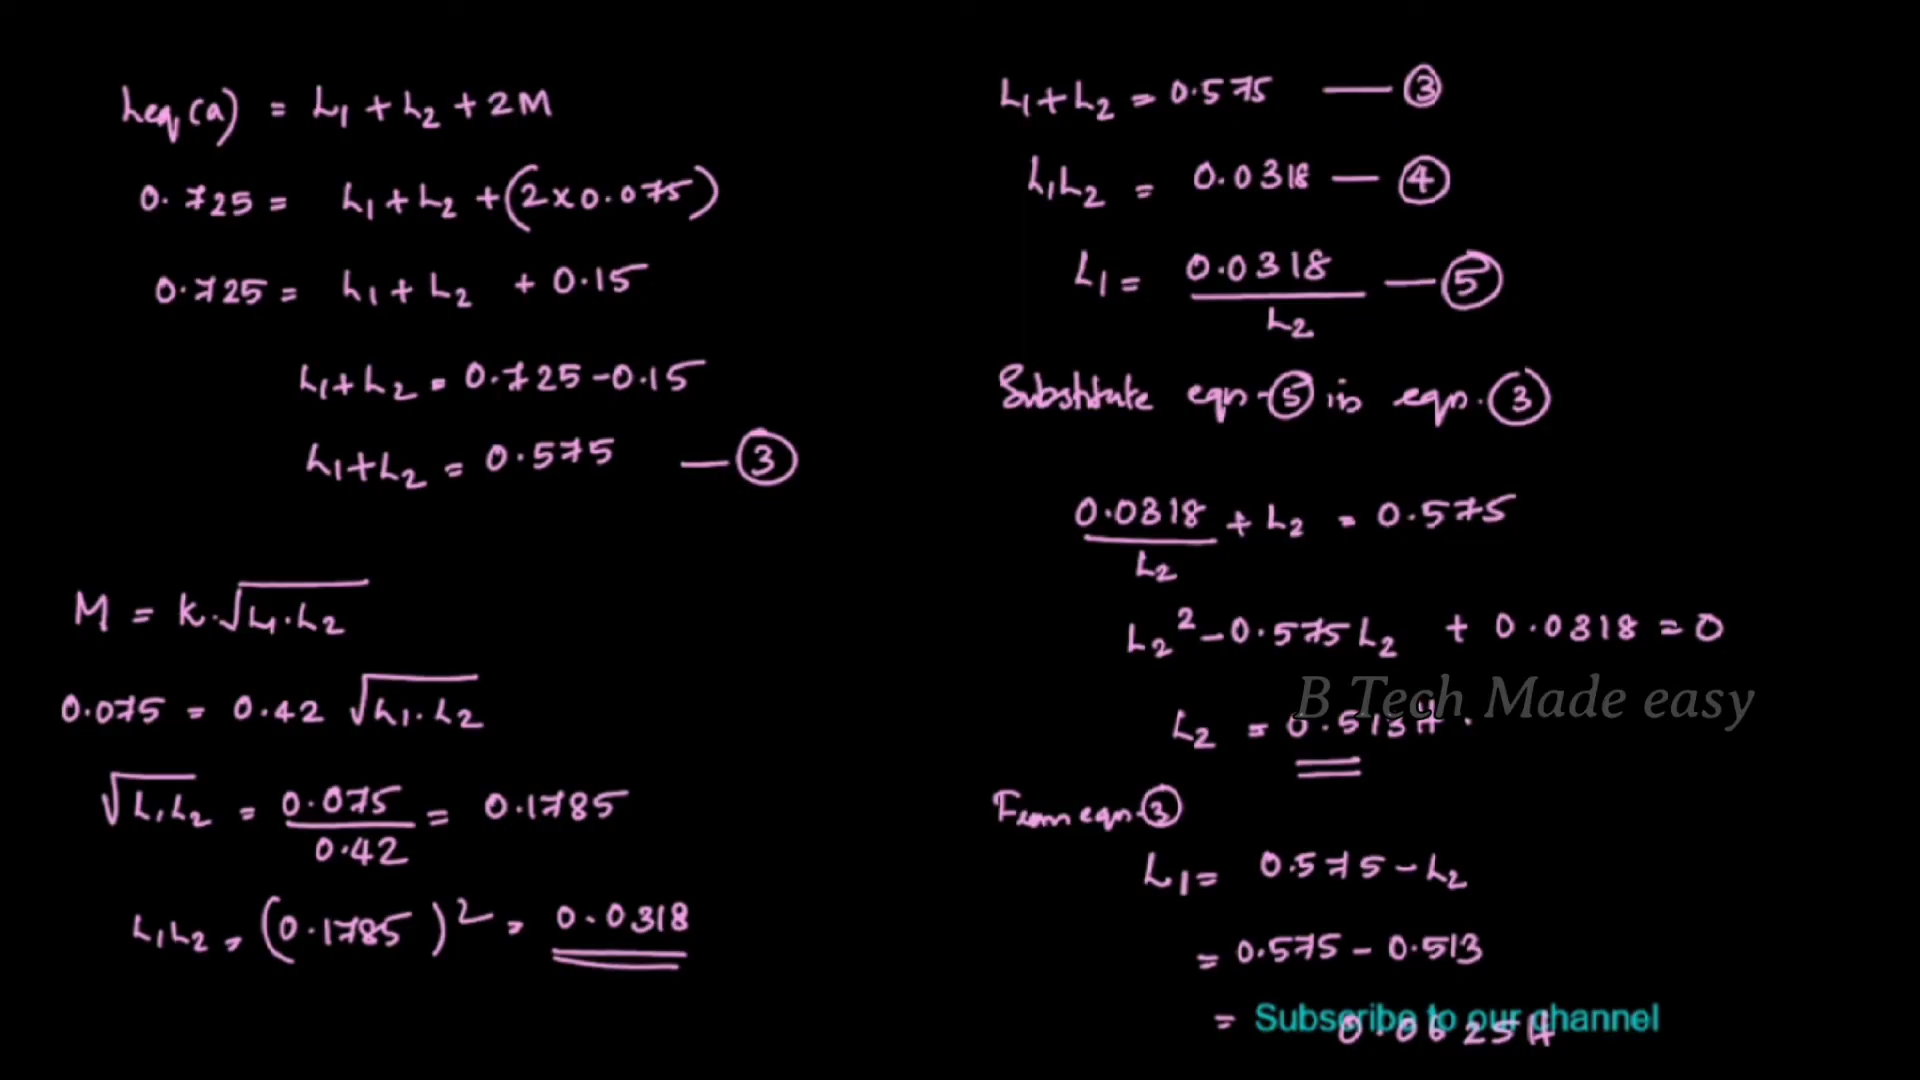 Leq(a) = L1 + L2 + 2M
0.725 = L1 + L2 + (2x0.075)
0.725 = L1 + L2 + 0.15
L1 + L2 = 0.725 - 0.15
L1 + L2 = 0.575 — ③
M = k.√L1.L2
0.075 = 0.42 √L1.L2
√L1L2 = 0.075/0.42 = 0.1785
L1L2 = (0.1785)² = 0.0318
L1 + L2 = 0.575 — ③
L1L2 = 0.0318 — ④
L1 = 0.0318/L2 — ⑤
Substitute eqn-⑤ in eqn.③
0.0318/L2 + L2 = 0.575
L2² - 0.575L2 + 0.0318 = 0
B Tech Made easy
L2 = 0.513H.
From eqn-③
L1 = 0.575 - L2
= 0.575 - 0.513
= 0.0625H
Subscribe to our channel